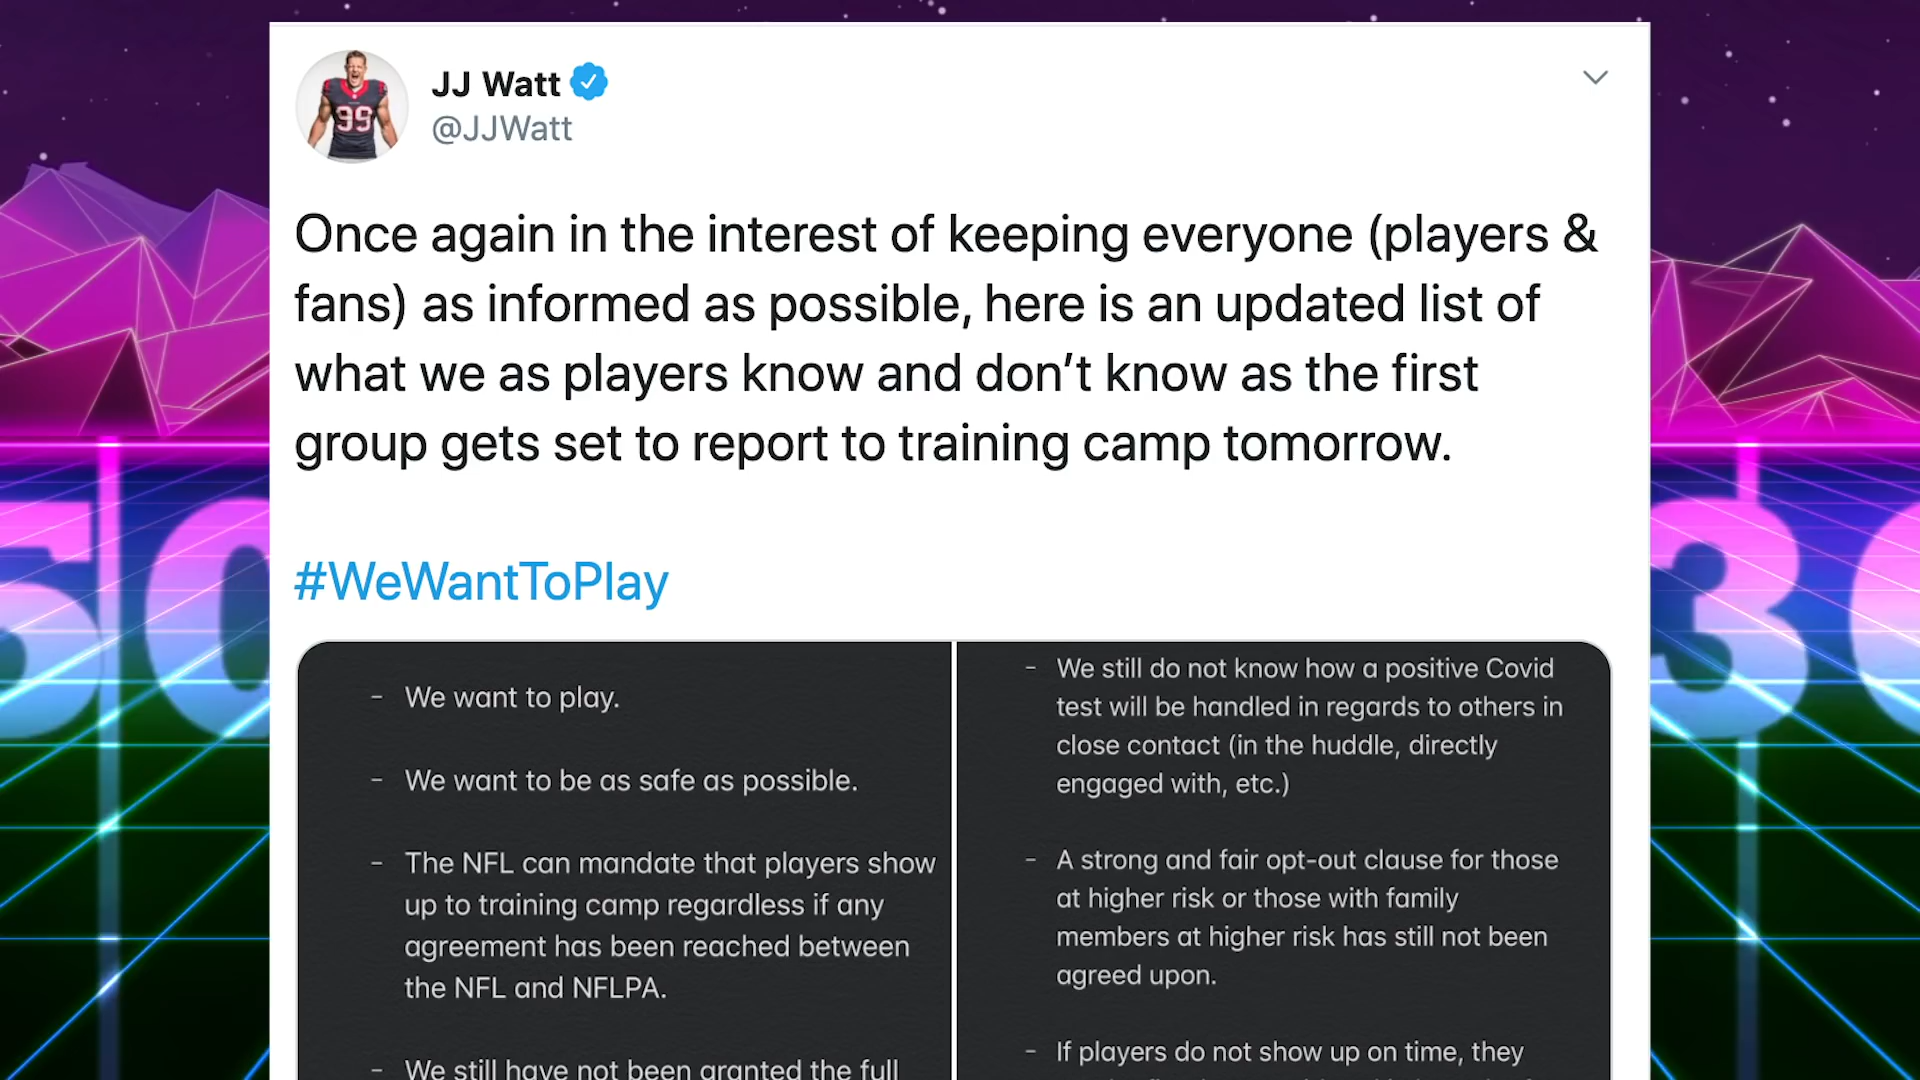 JJ Watt
@JJWatt
99
Once again in the interest of keeping everyone (players &
fans) as informed as possible, here is an updated list of
what we as players know and don't know as the first
group gets set to report to training camp tomorrow.
#WeWantToPlay
- We want to play.
- We want to be as safe as possible.
- The NFL can mandate that players show
up to training camp regardless if any
agreement has been reached between
the NFL and NFLPA.
- We still have not been granted the full
- We still do not know how a positive Covid
test will be handled in regards to others in
close contact (in the huddle, directly
engaged with, etc.)
- A strong and fair opt-out clause for those
at higher risk or those with family
members at higher risk has still not been
agreed upon.
- If players do not show up on time, they
50